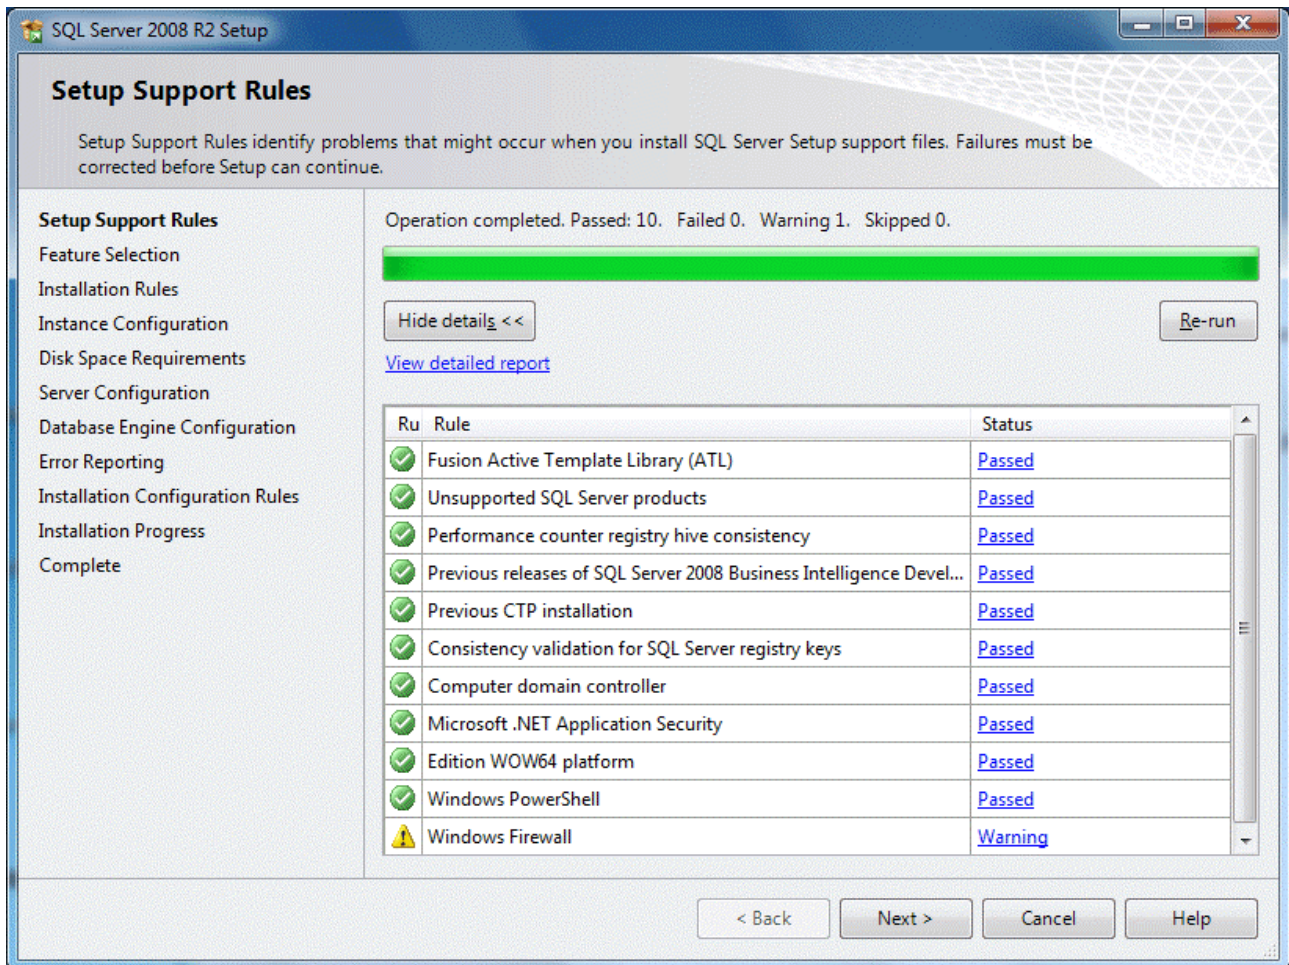 SQL Server 2008 R2 Setup
Setup Support Rules
Setup Support Rules identify problems that might occur when you install SQL Server Setup support files. Failures must be
corrected before Setup can continue.
Setup Support Rules
Feature Selection
Installation Rules
Instance Configuration
Disk Space Requirements
Server Configuration
Database Engine Configuration
Error Reporting
Installation Configuration Rules
Installation Progress
Complete
Operation completed. Passed: 10. Failed 0. Warning 1. Skipped 0.
Hide details <<
Re-run
View detailed report
Ru Rule Status
Fusion Active Template Library (ATL) Passed
Unsupported SQL Server products Passed
Performance counter registry hive consistency Passed
Previous releases of SQL Server 2008 Business Intelligence Devel... Passed
Previous CTP installation Passed
Consistency validation for SQL Server registry keys Passed
Computer domain controller Passed
Microsoft .NET Application Security Passed
Edition WOW64 platform Passed
Windows PowerShell Passed
Windows Firewall Warning
< Back Next > Cancel Help